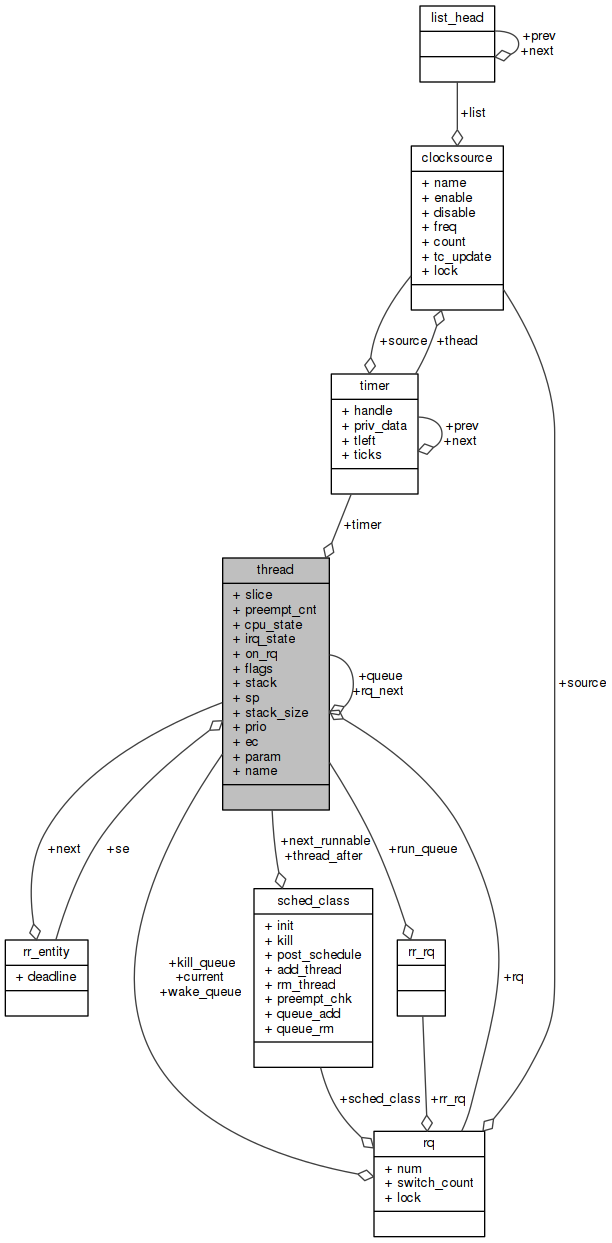 list_head
+prev
+next
+list
clocksource
+ name
+ enable
+ disable
+ freq
+ count
+ tc_update
+ lock
+source
+thead
timer
+ handle
+ priv_data
+ tleft
+ ticks
+prev
+next
+timer
thread
+ slice
+ preempt_cnt
+ cpu_state
+ irq_state
+ on_rq
+ flags
+ stack
+ sp
+ stack_size
+ prio
+ ec
+ param
+ name
+queue
+rq_next
+source
+next
+se
+next_runnable
+thread_after
+run_queue
sched_class
+ init
+ kill
+ post_schedule
+ add_thread
+ rm_thread
+ preempt_chk
+ queue_add
+ queue_rm
rr_entity
+ deadline
+kill_queue
+current
+wake_queue
rr_rq
+rq
+sched_class
+rr_rq
rq
+ num
+ switch_count
+ lock